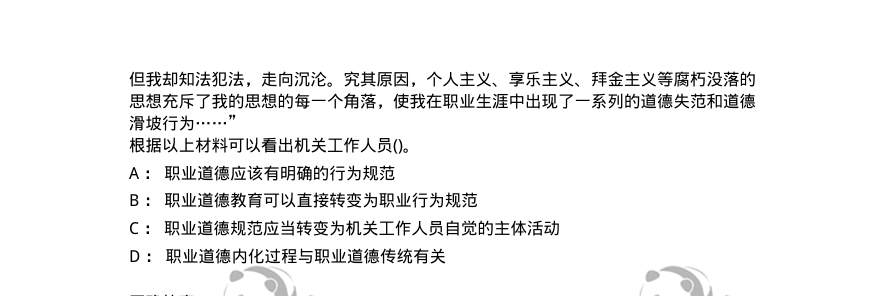 但我却知法犯法，走向沉沦。究其原因，个人主义、享乐主义、拜金主义等腐朽没落的
思想充斥了我的思想的每一个角落，使我在职业生涯中出现了一系列的道德失范和道德
滑坡行为……”
根据以上材料可以看出机关工作人员()。
A： 职业道德应该有明确的行为规范
B： 职业道德教育可以直接转变为职业行为规范
C： 职业道德规范应当转变为机关工作人员自觉的主体活动
D： 职业道德内化过程与职业道德传统有关